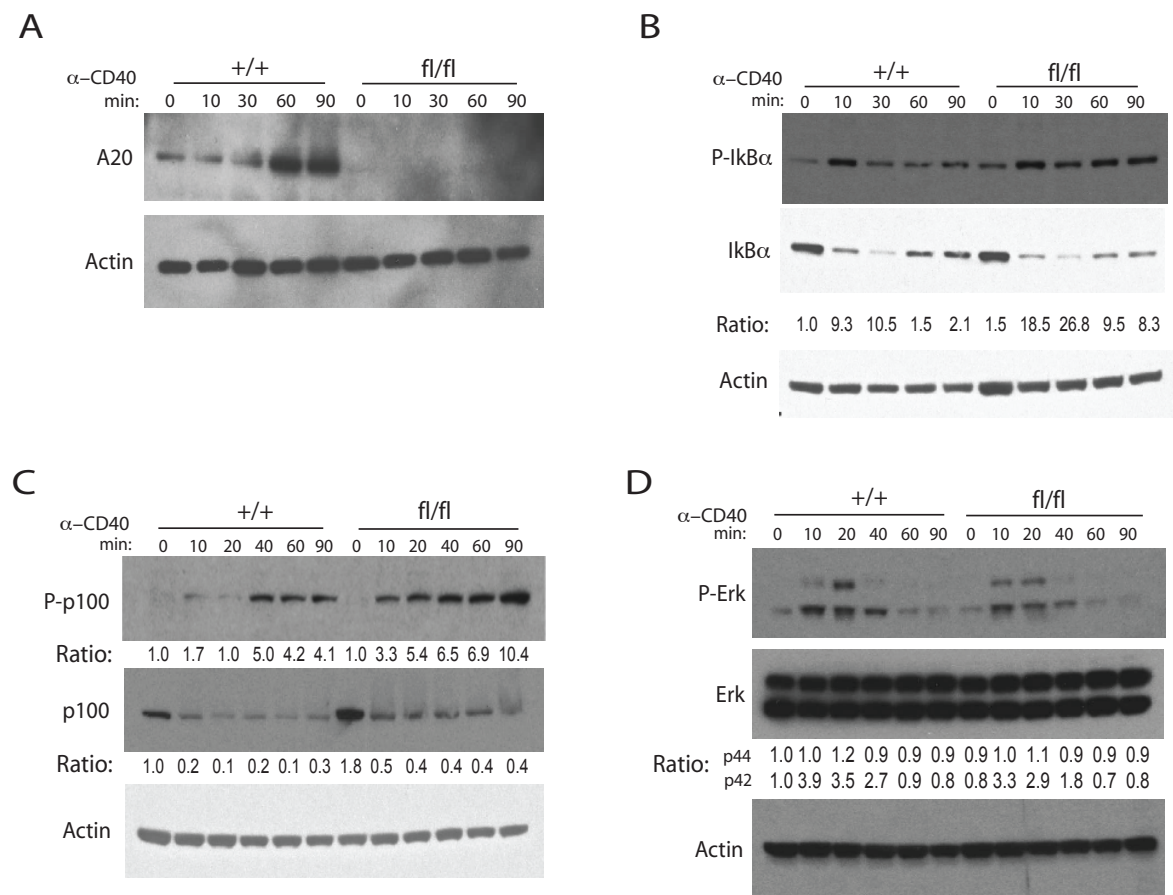 A
α–CD40 +/+ fl/fl
min: 0 10 30 60 90 0 10 30 60 90
A20
Actin
B
α–CD40 +/+ fl/fl
min: 0 10 30 60 90 0 10 30 60 90
P-IkBα
IkBα
Ratio: 1.0 9.3 10.5 1.5 2.1 1.5 18.5 26.8 9.5 8.3
Actin
C
α–CD40 +/+ fl/fl
min: 0 10 20 40 60 90 0 10 20 40 60 90
P-p100
Ratio: 1.0 1.7 1.0 5.0 4.2 4.1 1.0 3.3 5.4 6.5 6.9 10.4
p100
Ratio: 1.0 0.2 0.1 0.2 0.1 0.3 1.8 0.5 0.4 0.4 0.4 0.4
Actin
D
α–CD40 +/+ fl/fl
min: 0 10 20 40 60 90 0 10 20 40 60 90
P-Erk
Erk
Ratio: p44 1.0 1.0 1.2 0.9 0.9 0.9 0.9 1.0 1.1 0.9 0.9 0.9
p42 1.0 3.9 3.5 2.7 0.9 0.8 0.8 3.3 2.9 1.8 0.7 0.8
Actin